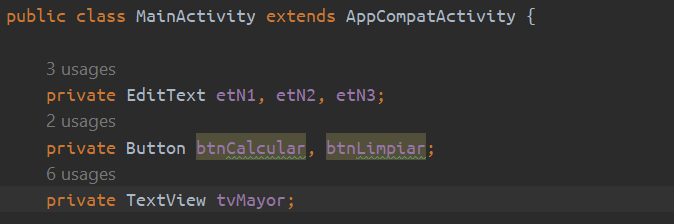 public class MainActivity extends AppCompatActivity {
3 usages
private EditText etN1, etN2, etN3;
2 usages
private Button btnCalcular, btnLimpiar;
6 usages
private TextView tvMayor;